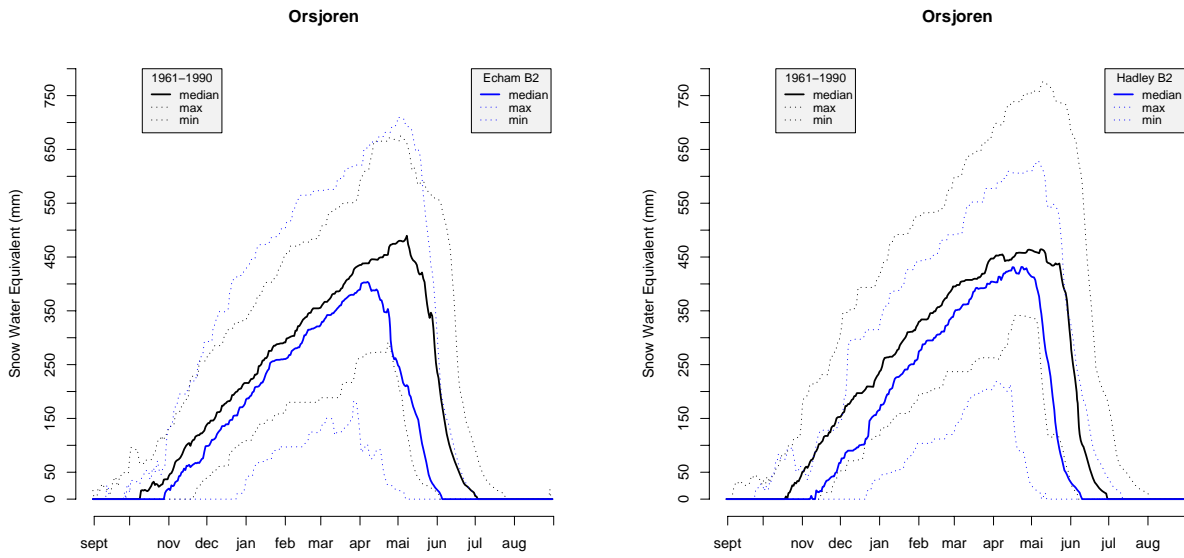 Orsjoren
1961−1990
median
max
min
Echam B2
median
max
min
Snow Water Equivalent (mm)
750
650
550
450
350
250
150
50
0
sept nov dec jan feb mar apr mai jun jul aug
Orsjoren
1961−1990
median
max
min
Hadley B2
median
max
min
Snow Water Equivalent (mm)
750
650
550
450
350
250
150
50
0
sept nov dec jan feb mar apr mai jun jul aug